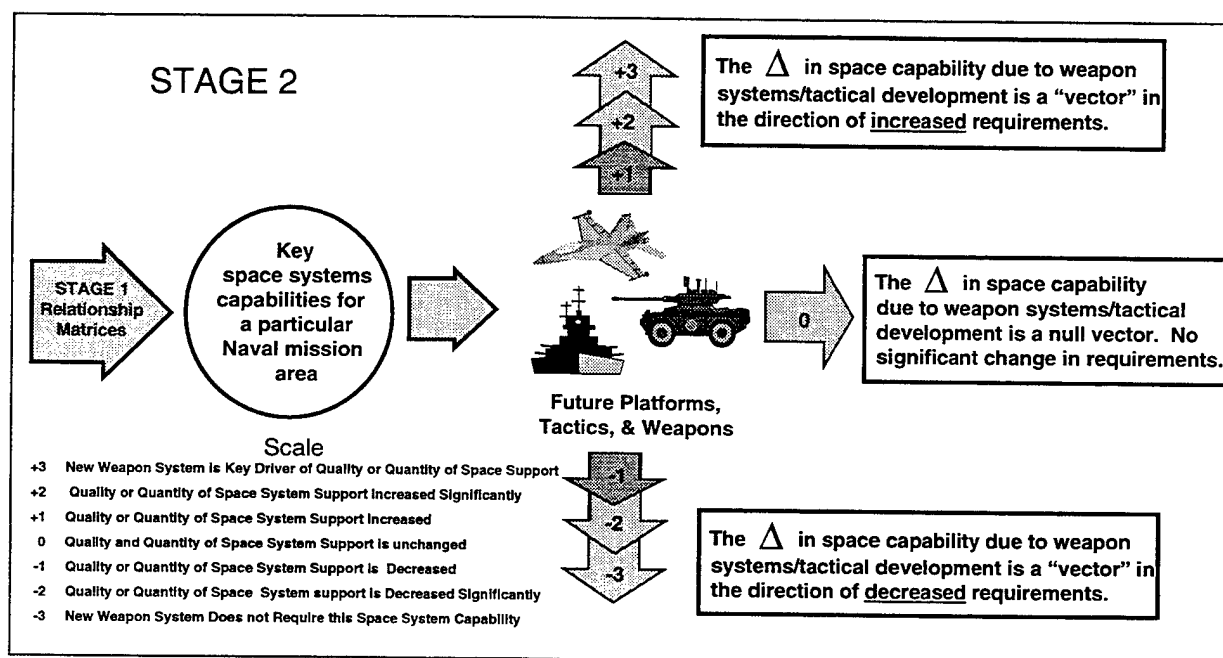 STAGE 2
+3
+2
+1
The Δ in space capability due to weapon
systems/tactical development is a “vector” in
the direction of increased requirements.
STAGE 1
Relationship
Matrices
Key
space systems
capabilities for
a particular
Naval mission
area
0
The Δ in space capability
due to weapon systems/tactical
development is a null vector. No
significant change in requirements.
Future Platforms,
Tactics, & Weapons
Scale
+3 New Weapon System is Key Driver of Quality or Quantity of Space Support
+2 Quality or Quantity of Space System Support Increased Significantly
+1 Quality or Quantity of Space System Support Increased
0 Quality and Quantity of Space System Support is unchanged
-1 Quality or Quantity of Space System Support is Decreased
-2 Quality or Quantity of Space System support is Decreased Significantly
-3 New Weapon System Does not Require this Space System Capability
-1
-2
-3
The Δ in space capability due to weapon
systems/tactical development is a “vector” in
the direction of decreased requirements.